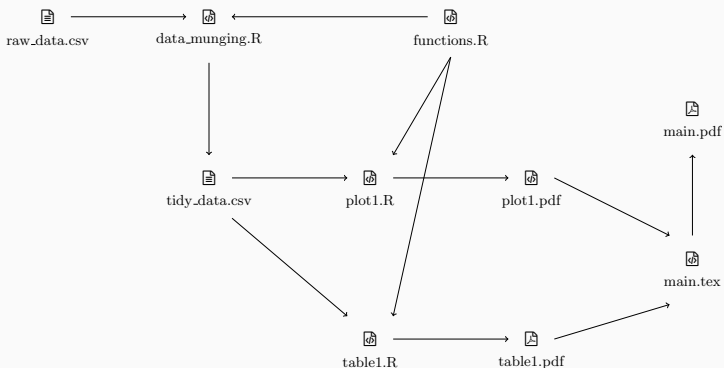 raw_data.csv
data_munging.R
functions.R
main.pdf
tidy_data.csv
plot1.R
plot1.pdf
main.tex
table1.R
table1.pdf